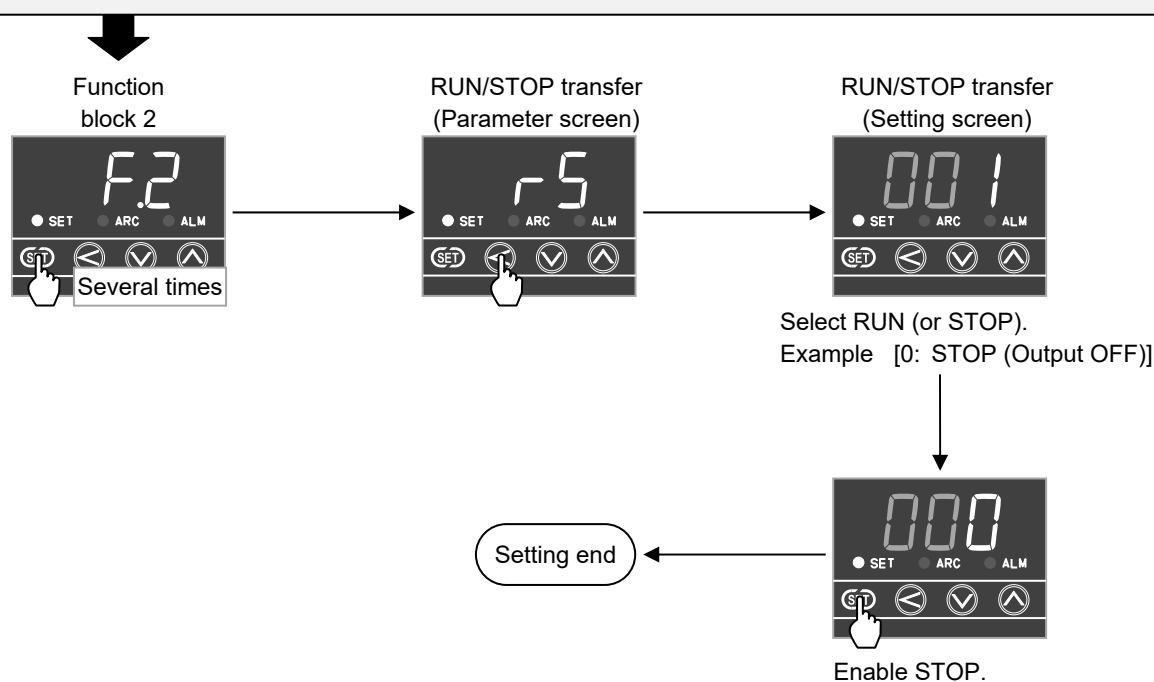 Function
block 2
F.2
SET ARC ALM
SET
Several times
RUN/STOP transfer
(Parameter screen)
rS
SET ARC ALM
SET
RUN/STOP transfer
(Setting screen)
001
SET ARC ALM
SET
Select RUN (or STOP).
Example [0: STOP (Output OFF)]
000
SET ARC ALM
SET
Enable STOP.
Setting end